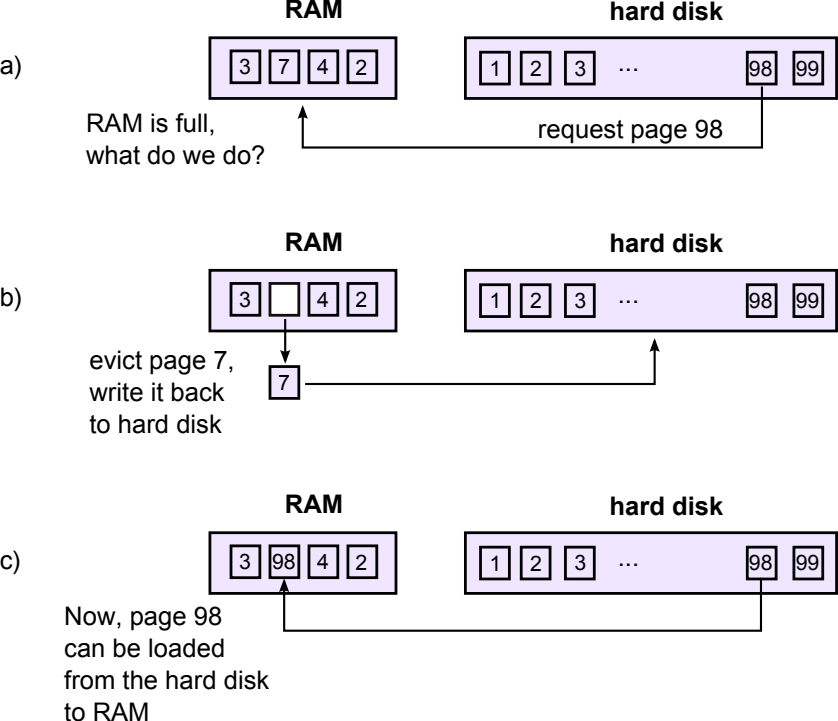 RAM
hard disk
a)
3 7 4 2
1 2 3 ... 98 99
RAM is full,
what do we do?
request page 98
RAM
hard disk
b)
3 4 2
1 2 3 ... 98 99
evict page 7,
write it back
to hard disk
7
RAM
hard disk
c)
3 98 4 2
1 2 3 ... 98 99
Now, page 98
can be loaded
from the hard disk
to RAM